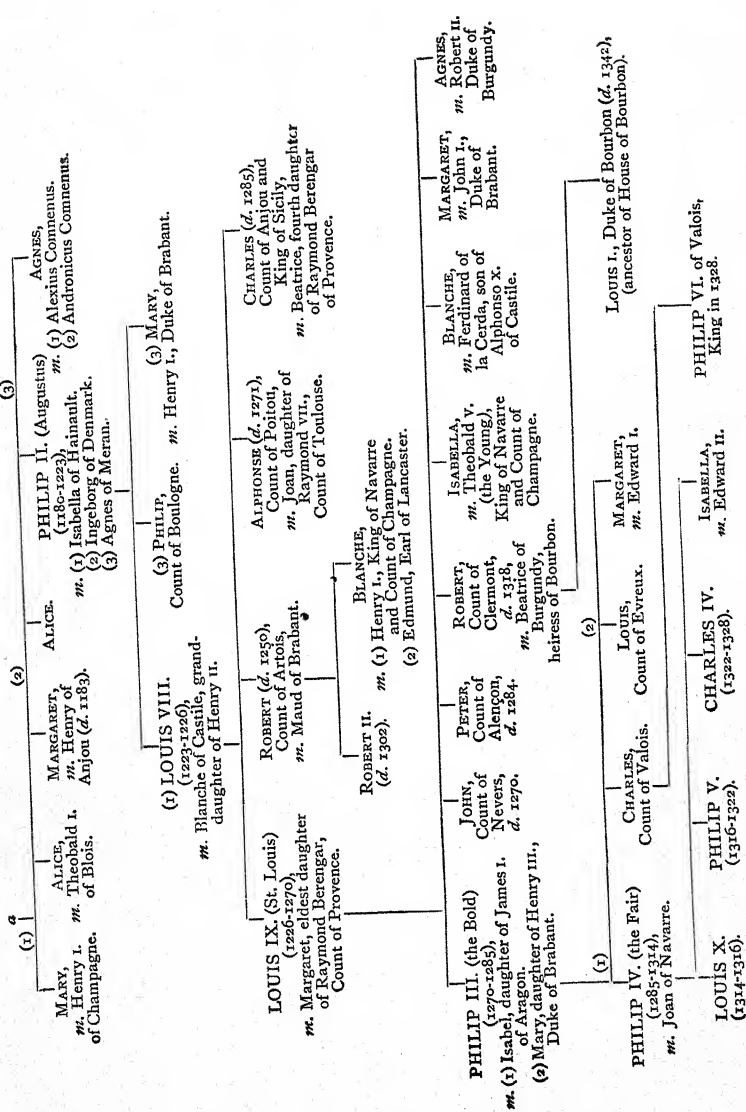 a
(1)
(2)
(3)
MARY,
m. Henry I.
of Champagne.
ALICE,
m. Theobald I.
of Blois.
MARGARET,
m. Henry of
Anjou (d. 1183).
ALICE.
PHILIP II. (Augustus)
(1180-1223),
m. (1) Isabella of Hainault.
(2) Ingeborg of Denmark.
(3) Agnes of Meran.
AGNES,
m. (1) Alexius Comnenus.
(2) Andronicus Comnenus.
(1) LOUIS VIII.
(1223-1226),
m. Blanche of Castile, grand-
daughter of Henry II.
(3) PHILIP,
Count of Boulogne.
(3) MARY,
m. Henry I., Duke of Brabant.
LOUIS IX. (St. Louis)
(1226-1270),
m. Margaret, eldest daughter
of Raymond Berengar,
Count of Provence.
ROBERT (d. 1250),
Count of Artois,
m. Maud of Brabant.
ALPHONSE (d. 1271),
Count of Poitou,
m. Joan, daughter of
Raymond VII.,
Count of Toulouse.
CHARLES (d. 1285),
Count of Anjou and
King of Sicily,
m. Beatrice, fourth daughter
of Raymond Berengar
of Provence.
ROBERT II.
(d. 1302).
BLANCHE,
m. (1) Henry I., King of Navarre
and Count of Champagne.
(2) Edmund, Earl of Lancaster.
PHILIP III. (the Bold)
(1270-1285),
m. (1) Isabel, daughter of James I.
of Aragon.
(2) Mary, daughter of Henry III.,
Duke of Brabant.
JOHN,
Count of
Nevers,
d. 1270.
PETER,
Count of
Alençon,
d. 1284.
ROBERT,
Count of
Clermont,
d. 1318,
m. Beatrice of
Burgundy,
heiress of Bourbon.
ISABELLA,
m. Theobald V.
(the Young),
King of Navarre
and Count of
Champagne.
BLANCHE,
m. Ferdinand of
la Cerda, son of
Alphonso X.
of Castile.
MARGARET,
m. John I.,
Duke of
Brabant.
AGNES,
m. Robert II.
Duke of
Burgundy.
(1)
(2)
PHILIP IV. (the Fair)
(1285-1314),
m. Joan of Navarre.
CHARLES,
Count of Valois.
LOUIS,
Count of Evreux.
MARGARET,
m. Edward I.
LOUIS I., Duke of Bourbon (d. 1342),
(ancestor of House of Bourbon).
LOUIS X.
(1314-1316).
PHILIP V.
(1316-1322).
CHARLES IV.
(1322-1328).
ISABELLA,
m. Edward II.
PHILIP VI. of Valois,
King in 1328.